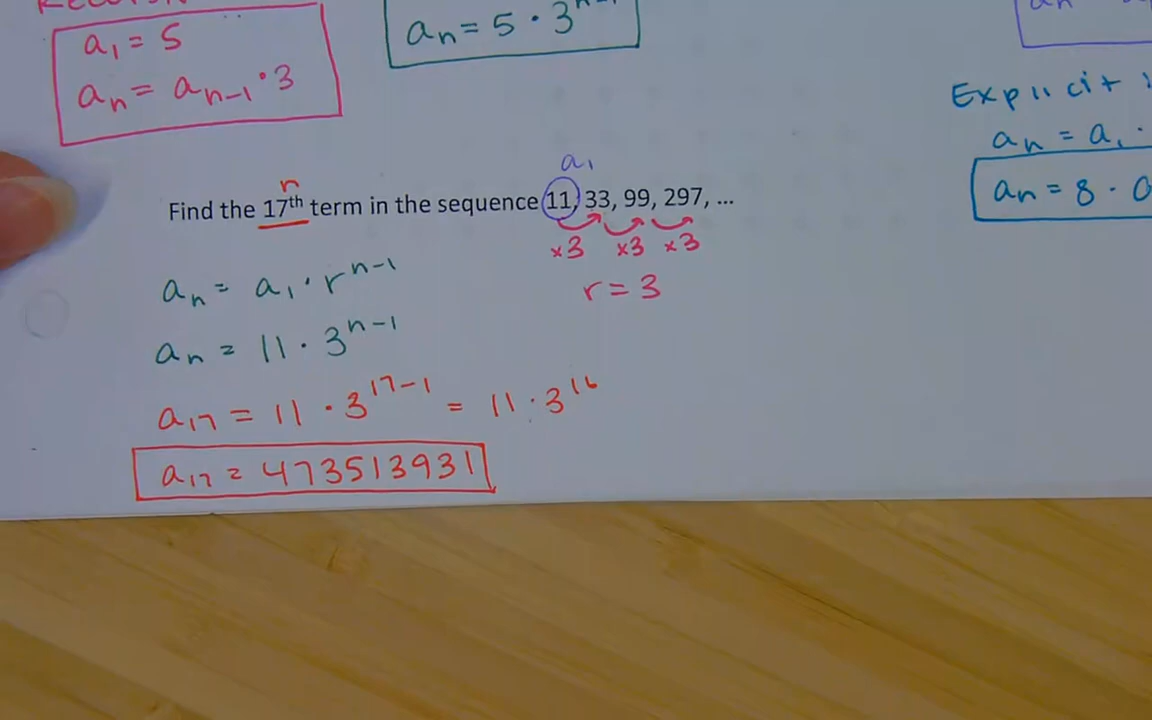 a₁ = 5
aₙ = aₙ₋₁ · 3
aₙ = 5 · 3ⁿ⁻¹
Explicit
aₙ = a₁ ·
aₙ = 8 ·
a₁
n
Find the 17th term in the sequence 11, 33, 99, 297, ...
×3 ×3 ×3
r = 3
aₙ = a₁ · rⁿ⁻¹
aₙ = 11 · 3ⁿ⁻¹
a₁₇ = 11 · 3¹⁷⁻¹ = 11 · 3¹⁶
a₁₇ = 473513931